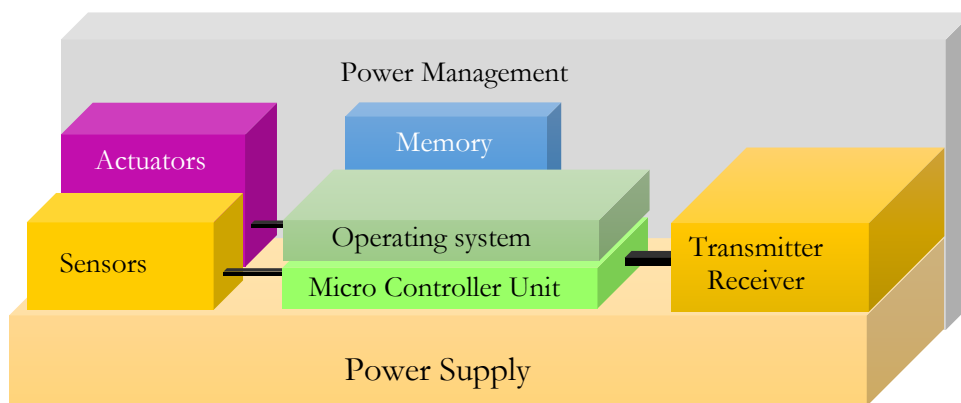 Power Management
Actuators
Memory
Sensors
Operating system
Micro Controller Unit
Transmitter
Receiver
Power Supply